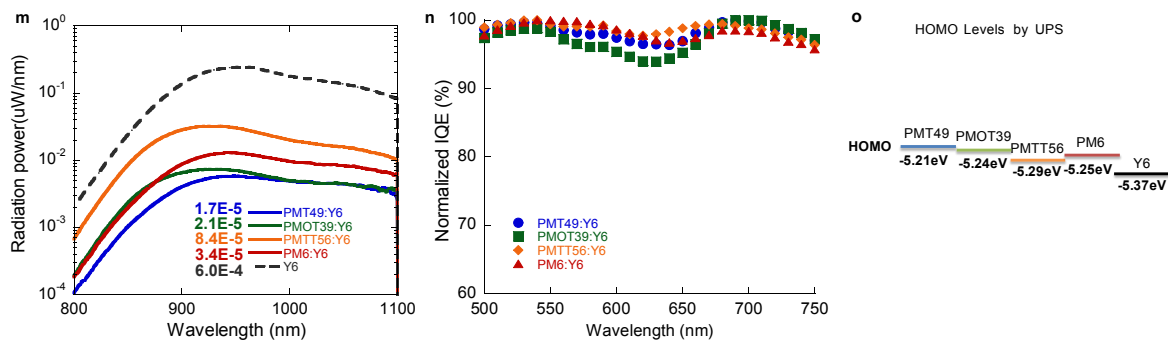 m
Radiation power(uW/nm)
10^0
10^-1
10^-2
10^-3
10^-4
1.7E-5 PMT49:Y6
2.1E-5 PMOT39:Y6
8.4E-5 PMTT56:Y6
3.4E-5 PM6:Y6
6.0E-4 Y6
800 900 1000 1100
Wavelength (nm)
n
Normalized IQE (%)
100
90
80
70
60
PMT49:Y6
PMOT39:Y6
PMTT56:Y6
PM6:Y6
500 550 600 650 700 750
Wavelength (nm)
o
HOMO Levels by UPS
HOMO
PMT49
-5.21eV
PMOT39
-5.24eV
PMTT56
-5.29eV
PM6
-5.25eV
Y6
-5.37eV